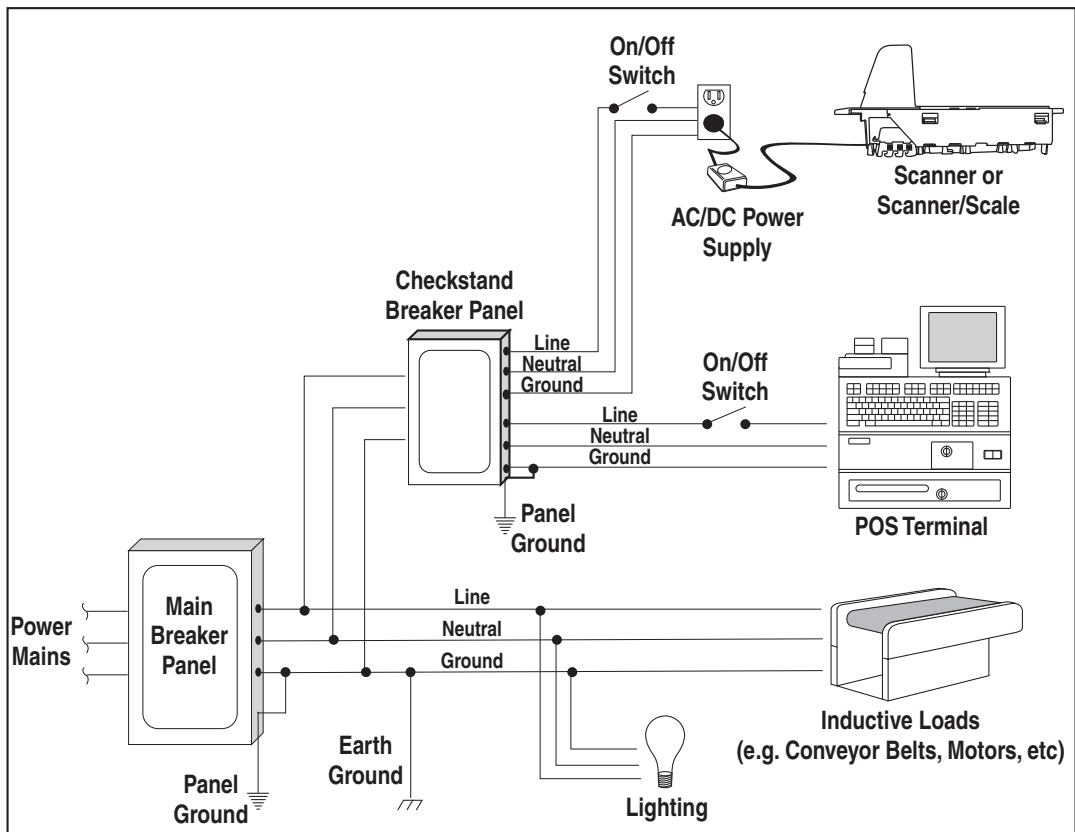 On/Off
Switch
Scanner or
Scanner/Scale
AC/DC Power
Supply
Checkstand
Breaker Panel
Line
Neutral
Ground
On/Off
Switch
Line
Neutral
Ground
Panel
Ground
POS Terminal
Power
Mains
Main
Breaker
Panel
Line
Neutral
Ground
Inductive Loads
(e.g. Conveyor Belts, Motors, etc)
Earth
Ground
Panel
Ground
Lighting